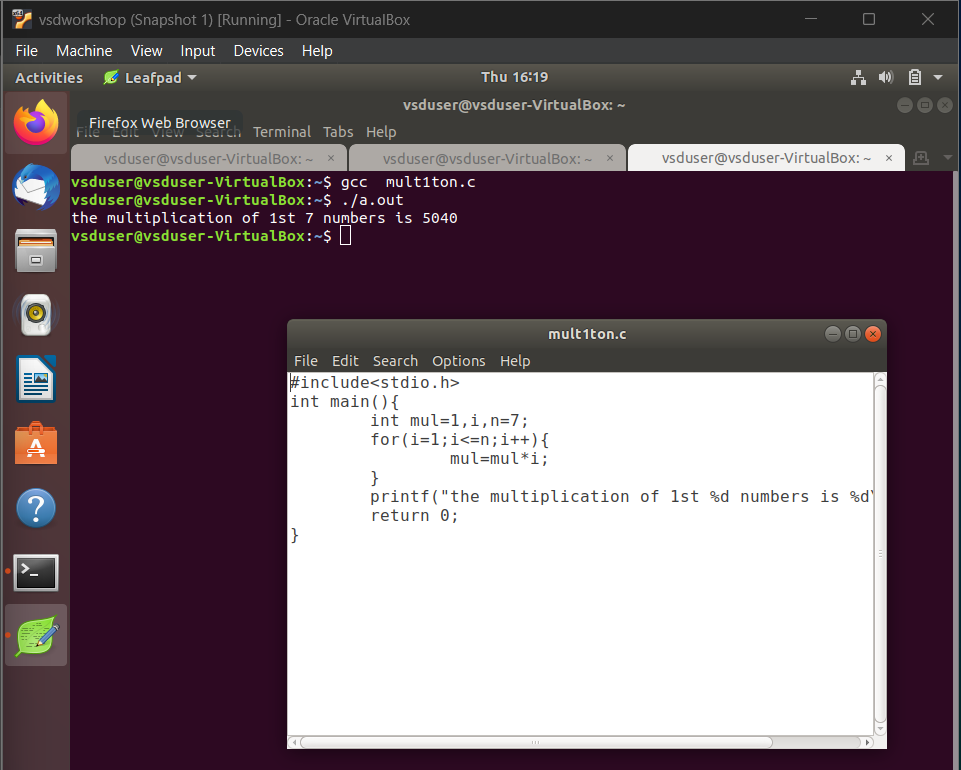 vsdworkshop (Snapshot 1) [Running] - Oracle VirtualBox
File Machine View Input Devices Help
Activities Leafpad Thu 16:19
vsduser@vsduser-VirtualBox: ~
Firefox Web Browser
File Edit View Search Terminal Tabs Help
vsduser@vsduser-VirtualBox: ~ × vsduser@vsduser-VirtualBox: ~ × vsduser@vsduser-VirtualBox: ~ ×
vsduser@vsduser-VirtualBox:~$ gcc  mult1ton.c
vsduser@vsduser-VirtualBox:~$ ./a.out
the multiplication of 1st 7 numbers is 5040
vsduser@vsduser-VirtualBox:~$
mult1ton.c
File Edit Search Options Help
#include<stdio.h>
int main(){
        int mul=1,i,n=7;
        for(i=1;i<=n;i++){
                mul=mul*i;
        }
        printf("the multiplication of 1st %d numbers is %d\
        return 0;
}